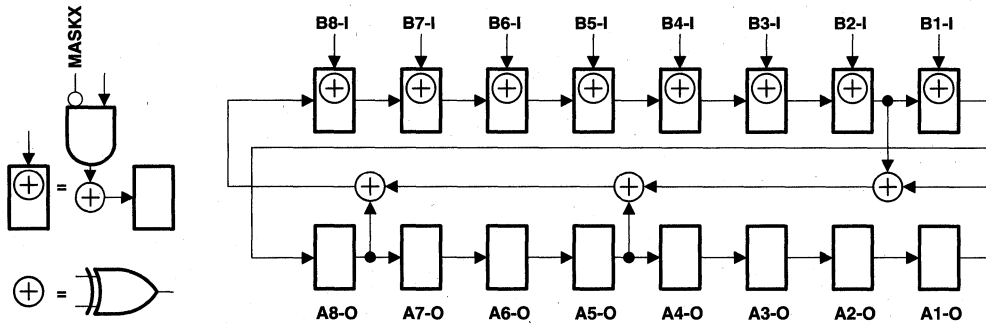 MASKX
=
=
B8-I B7-I B6-I B5-I B4-I B3-I B2-I B1-I
A8-O A7-O A6-O A5-O A4-O A3-O A2-O A1-O